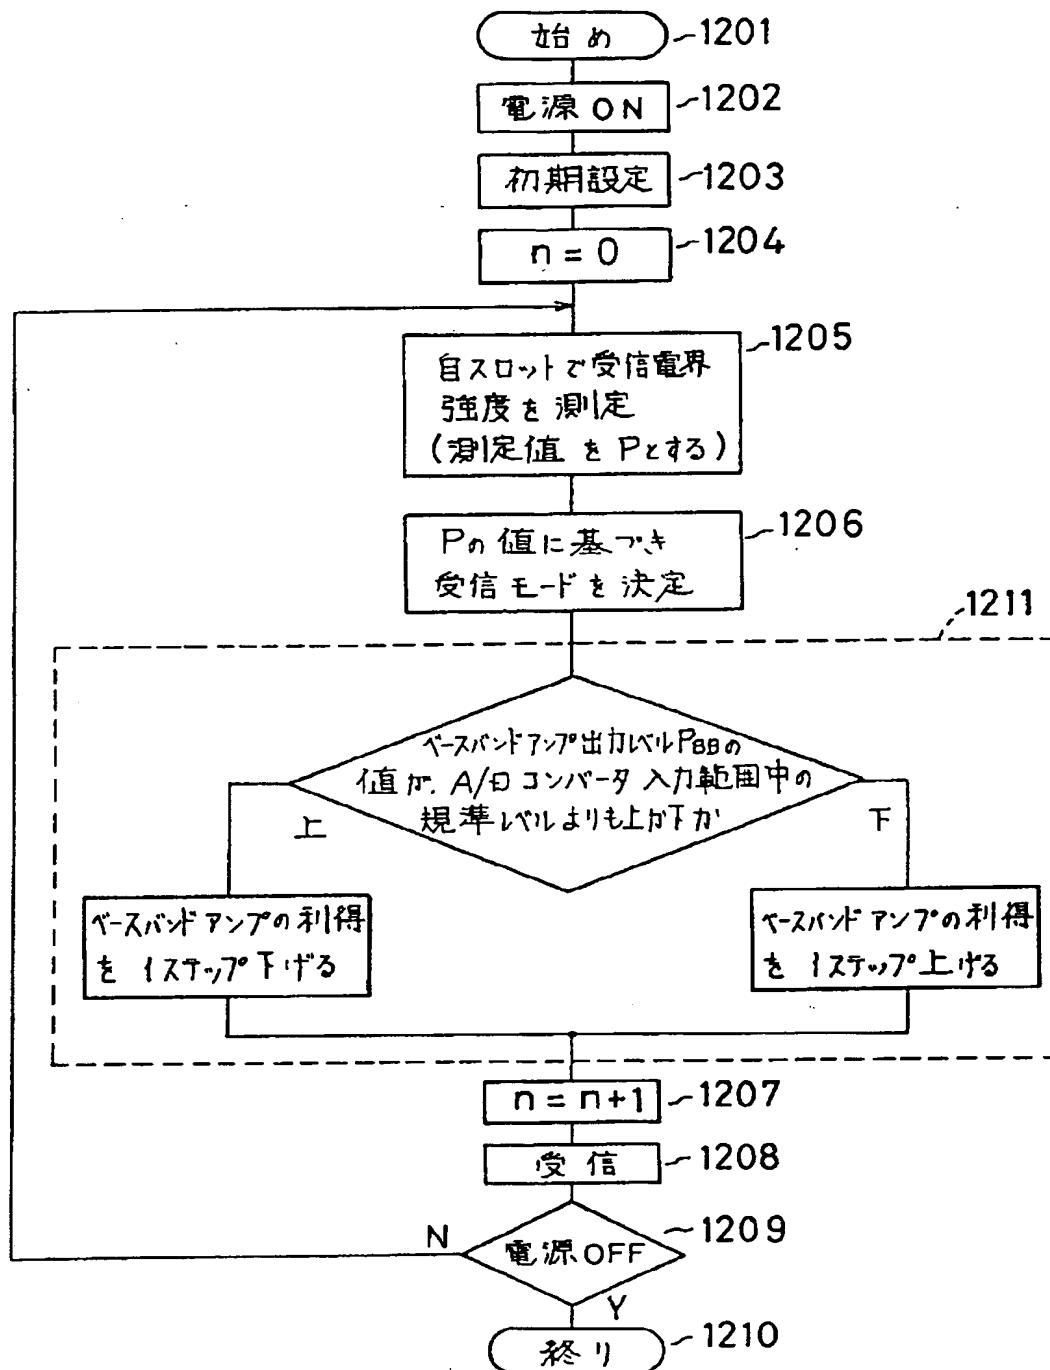 始め
1201
電源ON
1202
初期設定
1203
n = 0
1204
1205
自スロットで受信電界
強度を測定
(測定値をPとする)
1206
Pの値に基づき
受信モードを決定
1211
ベースバンドアンプ出力レベルPBBの
値が、A/Dコンバータ入力範囲中の
規準レベルよりも上か下か
上
下
ベースバンドアンプの利得
を1ステップ下げる
ベースバンドアンプの利得
を1ステップ上げる
n = n+1
1207
受信
1208
1209
N
電源OFF
Y
終り
1210